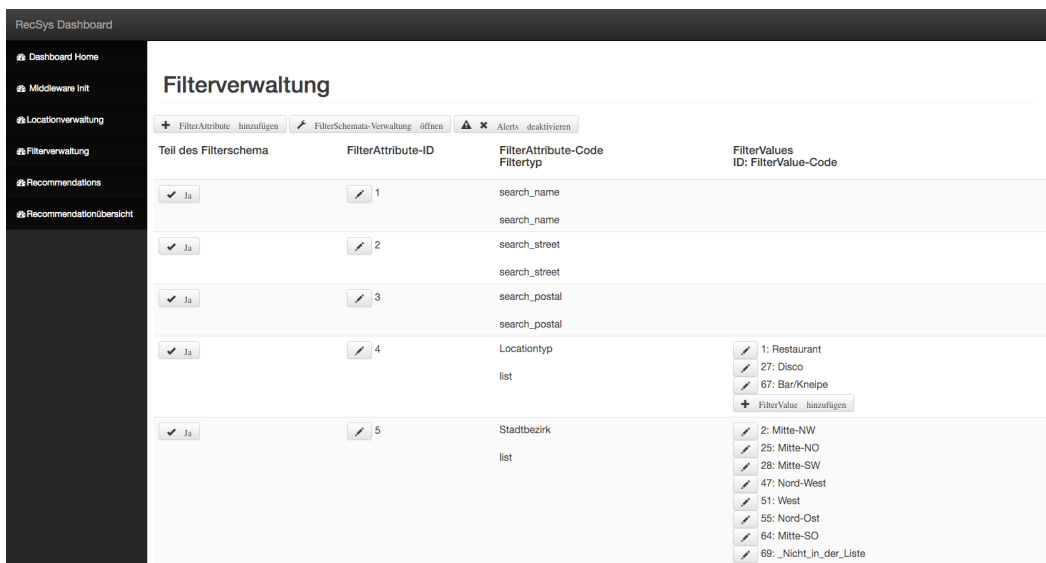 RecSys Dashboard
Dashboard Home
Middleware Init
Locationverwaltung
Filterverwaltung
Recommendations
Recommendationübersicht
Filterverwaltung
FilterAttribute hinzufügen FilterSchemata-Verwaltung öffnen Alerts deaktivieren
Teil des Filterschema FilterAttribute-ID FilterAttribute-Code FilterValues
Filtertyp ID: FilterValue-Code
Ja 1 search_name
search_name
Ja 2 search_street
search_street
Ja 3 search_postal
search_postal
Ja 4 Locationtyp 1: Restaurant
27: Disco
list
67: Bar/Kneipe
FilterValue hinzufügen
Ja 5 Stadtbezirk 2: Mitte-NW
25: Mitte-NO
list 28: Mitte-SW
47: Nord-West
51: West
55: Nord-Ost
64: Mitte-SO
69: _Nicht_in_der_Liste